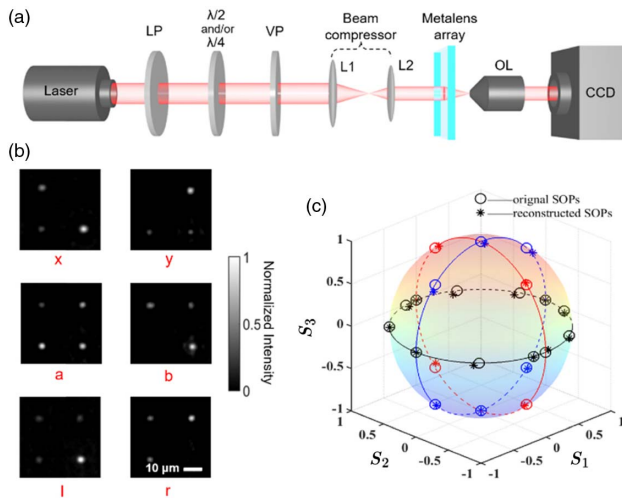 (a)
LP
λ/2
and/or
λ/4
VP
Beam
compressor
L1
L2
Metalens
array
OL
Laser
CCD
(b)
x
y
a
b
l
r
10 μm
1
0.5
0
Normalized Intensity
(c)
orignal SOPs
reconstructed SOPs
S3
1
0.5
0
-0.5
-1
S2
1
0.5
0
-0.5
-1
S1
-1
-0.5
0
0.5
1